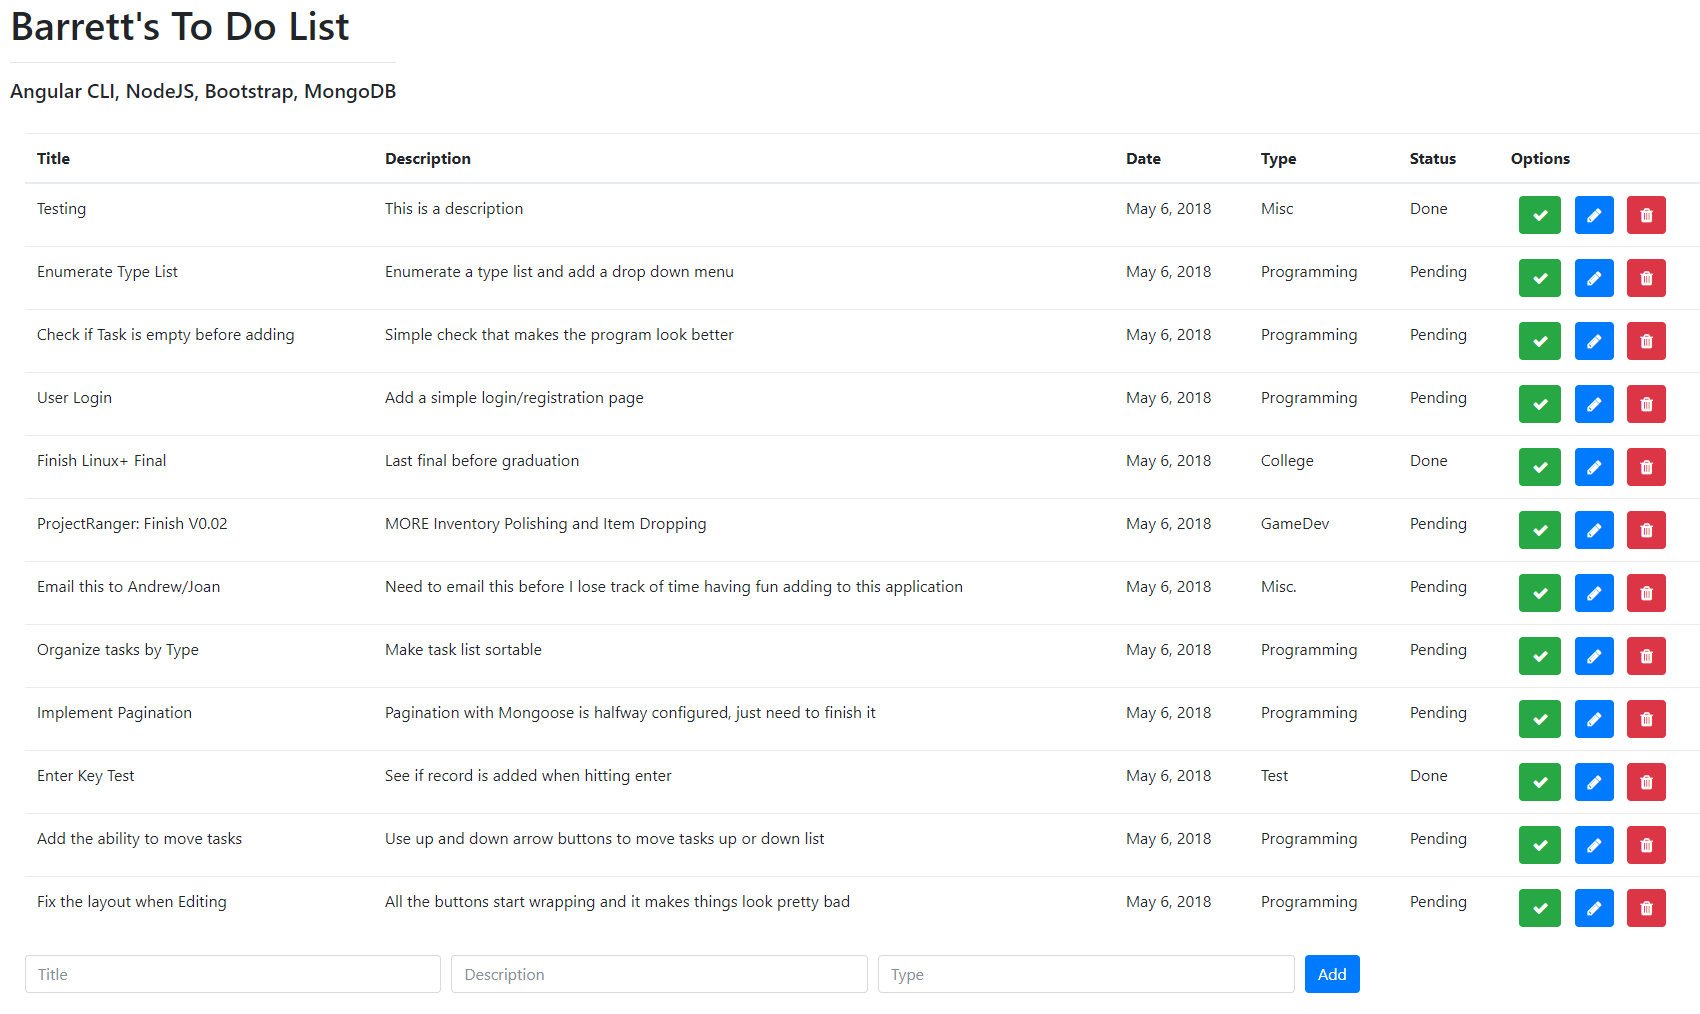 Barrett's To Do List
Angular CLI, NodeJS, Bootstrap, MongoDB
Title Description Date Type Status Options
Testing This is a description May 6, 2018 Misc Done
Enumerate Type List Enumerate a type list and add a drop down menu May 6, 2018 Programming Pending
Check if Task is empty before adding Simple check that makes the program look better May 6, 2018 Programming Pending
User Login Add a simple login/registration page May 6, 2018 Programming Pending
Finish Linux+ Final Last final before graduation May 6, 2018 College Done
ProjectRanger: Finish V0.02 MORE Inventory Polishing and Item Dropping May 6, 2018 GameDev Pending
Email this to Andrew/Joan Need to email this before I lose track of time having fun adding to this application May 6, 2018 Misc. Pending
Organize tasks by Type Make task list sortable May 6, 2018 Programming Pending
Implement Pagination Pagination with Mongoose is halfway configured, just need to finish it May 6, 2018 Programming Pending
Enter Key Test See if record is added when hitting enter May 6, 2018 Test Done
Add the ability to move tasks Use up and down arrow buttons to move tasks up or down list May 6, 2018 Programming Pending
Fix the layout when Editing All the buttons start wrapping and it makes things look pretty bad May 6, 2018 Programming Pending
Title Description Type Add